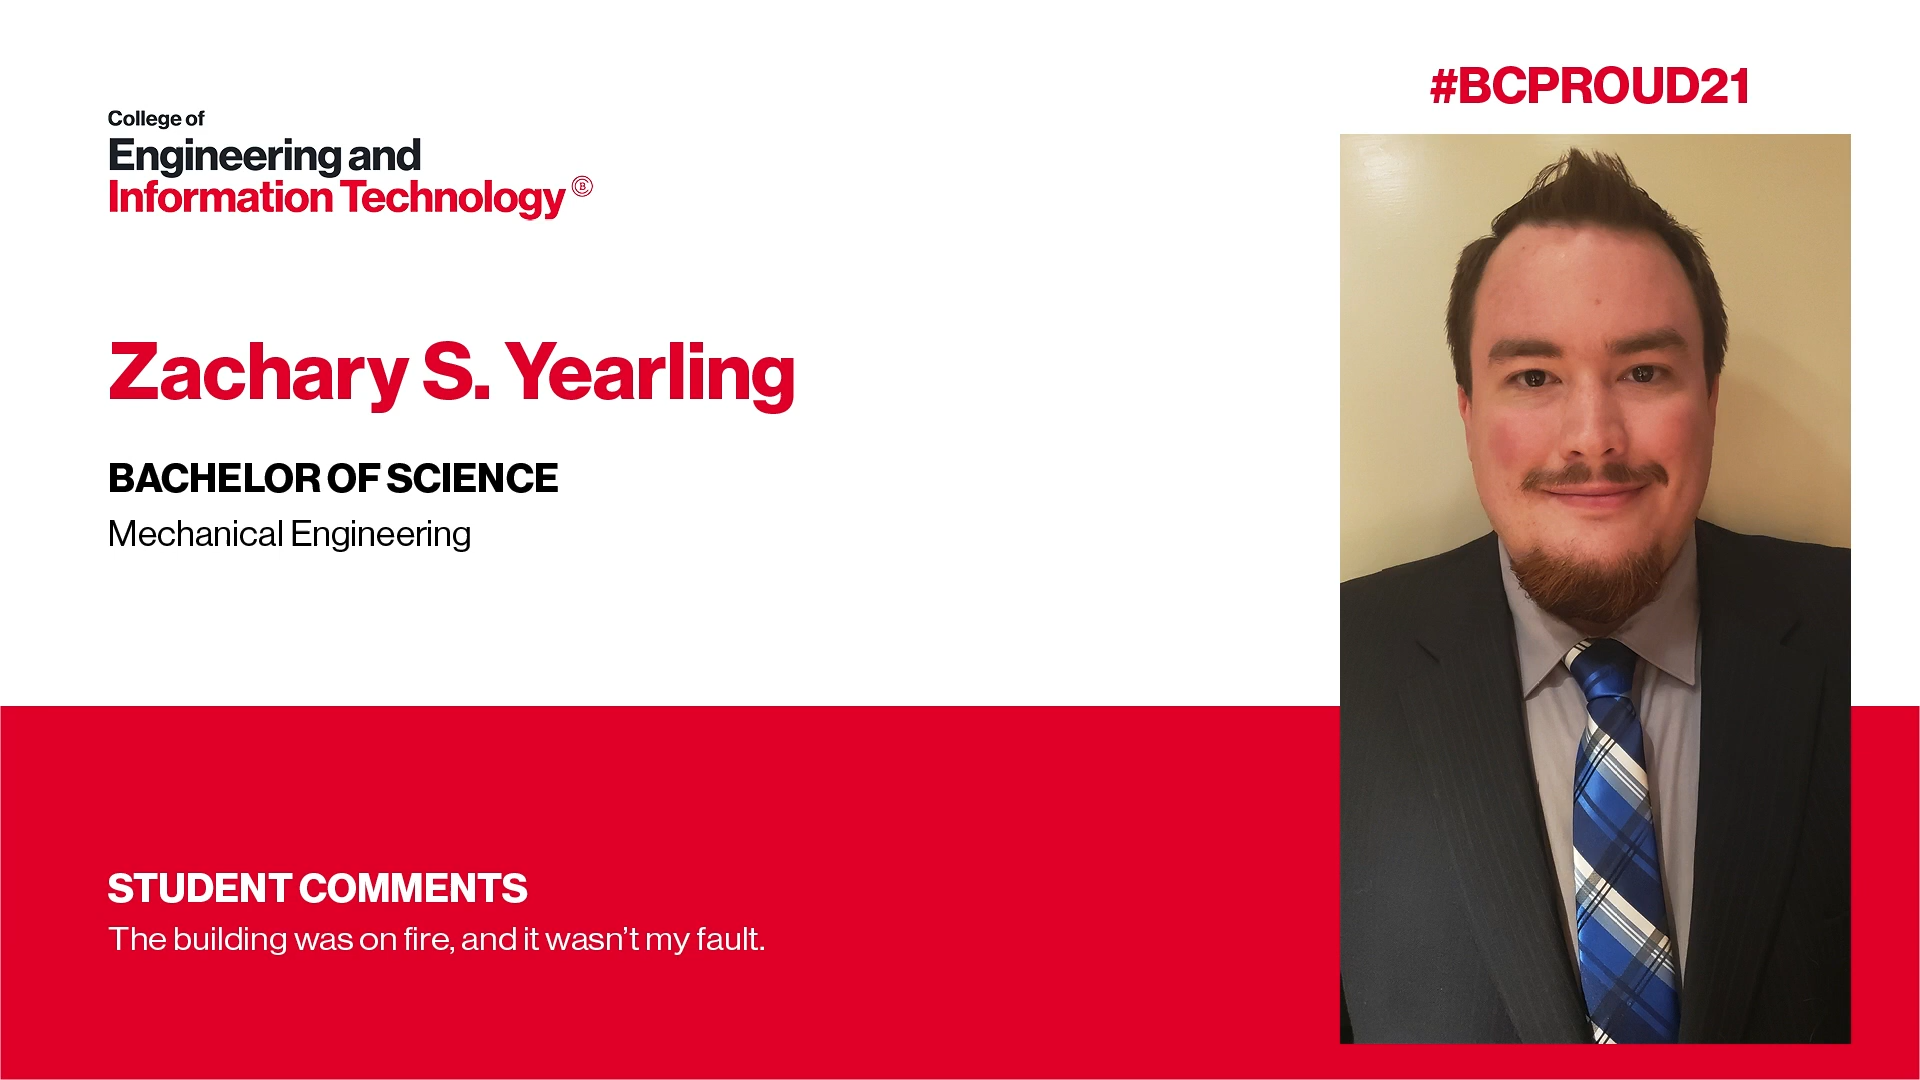 #BCPROUD21
College of
Engineering and
Information Technology B
Zachary S. Yearling
BACHELOR OF SCIENCE
Mechanical Engineering
STUDENT COMMENTS
The building was on fire, and it wasn't my fault.